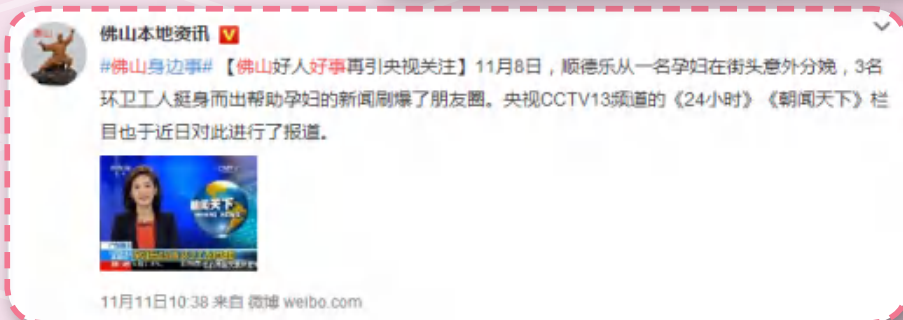 佛山本地资讯
#佛山身边事# 【佛山好人好事再引央视关注】11月8日，顺德乐从一名孕妇在街头意外分娩，3名
环卫工人挺身而出帮助孕妇的新闻刷爆了朋友圈。央视CCTV13频道的《24小时》《朝闻天下》栏
目也于近日对此进行了报道。
朝闻天下
11月11日10:38 来自 微博 weibo.com